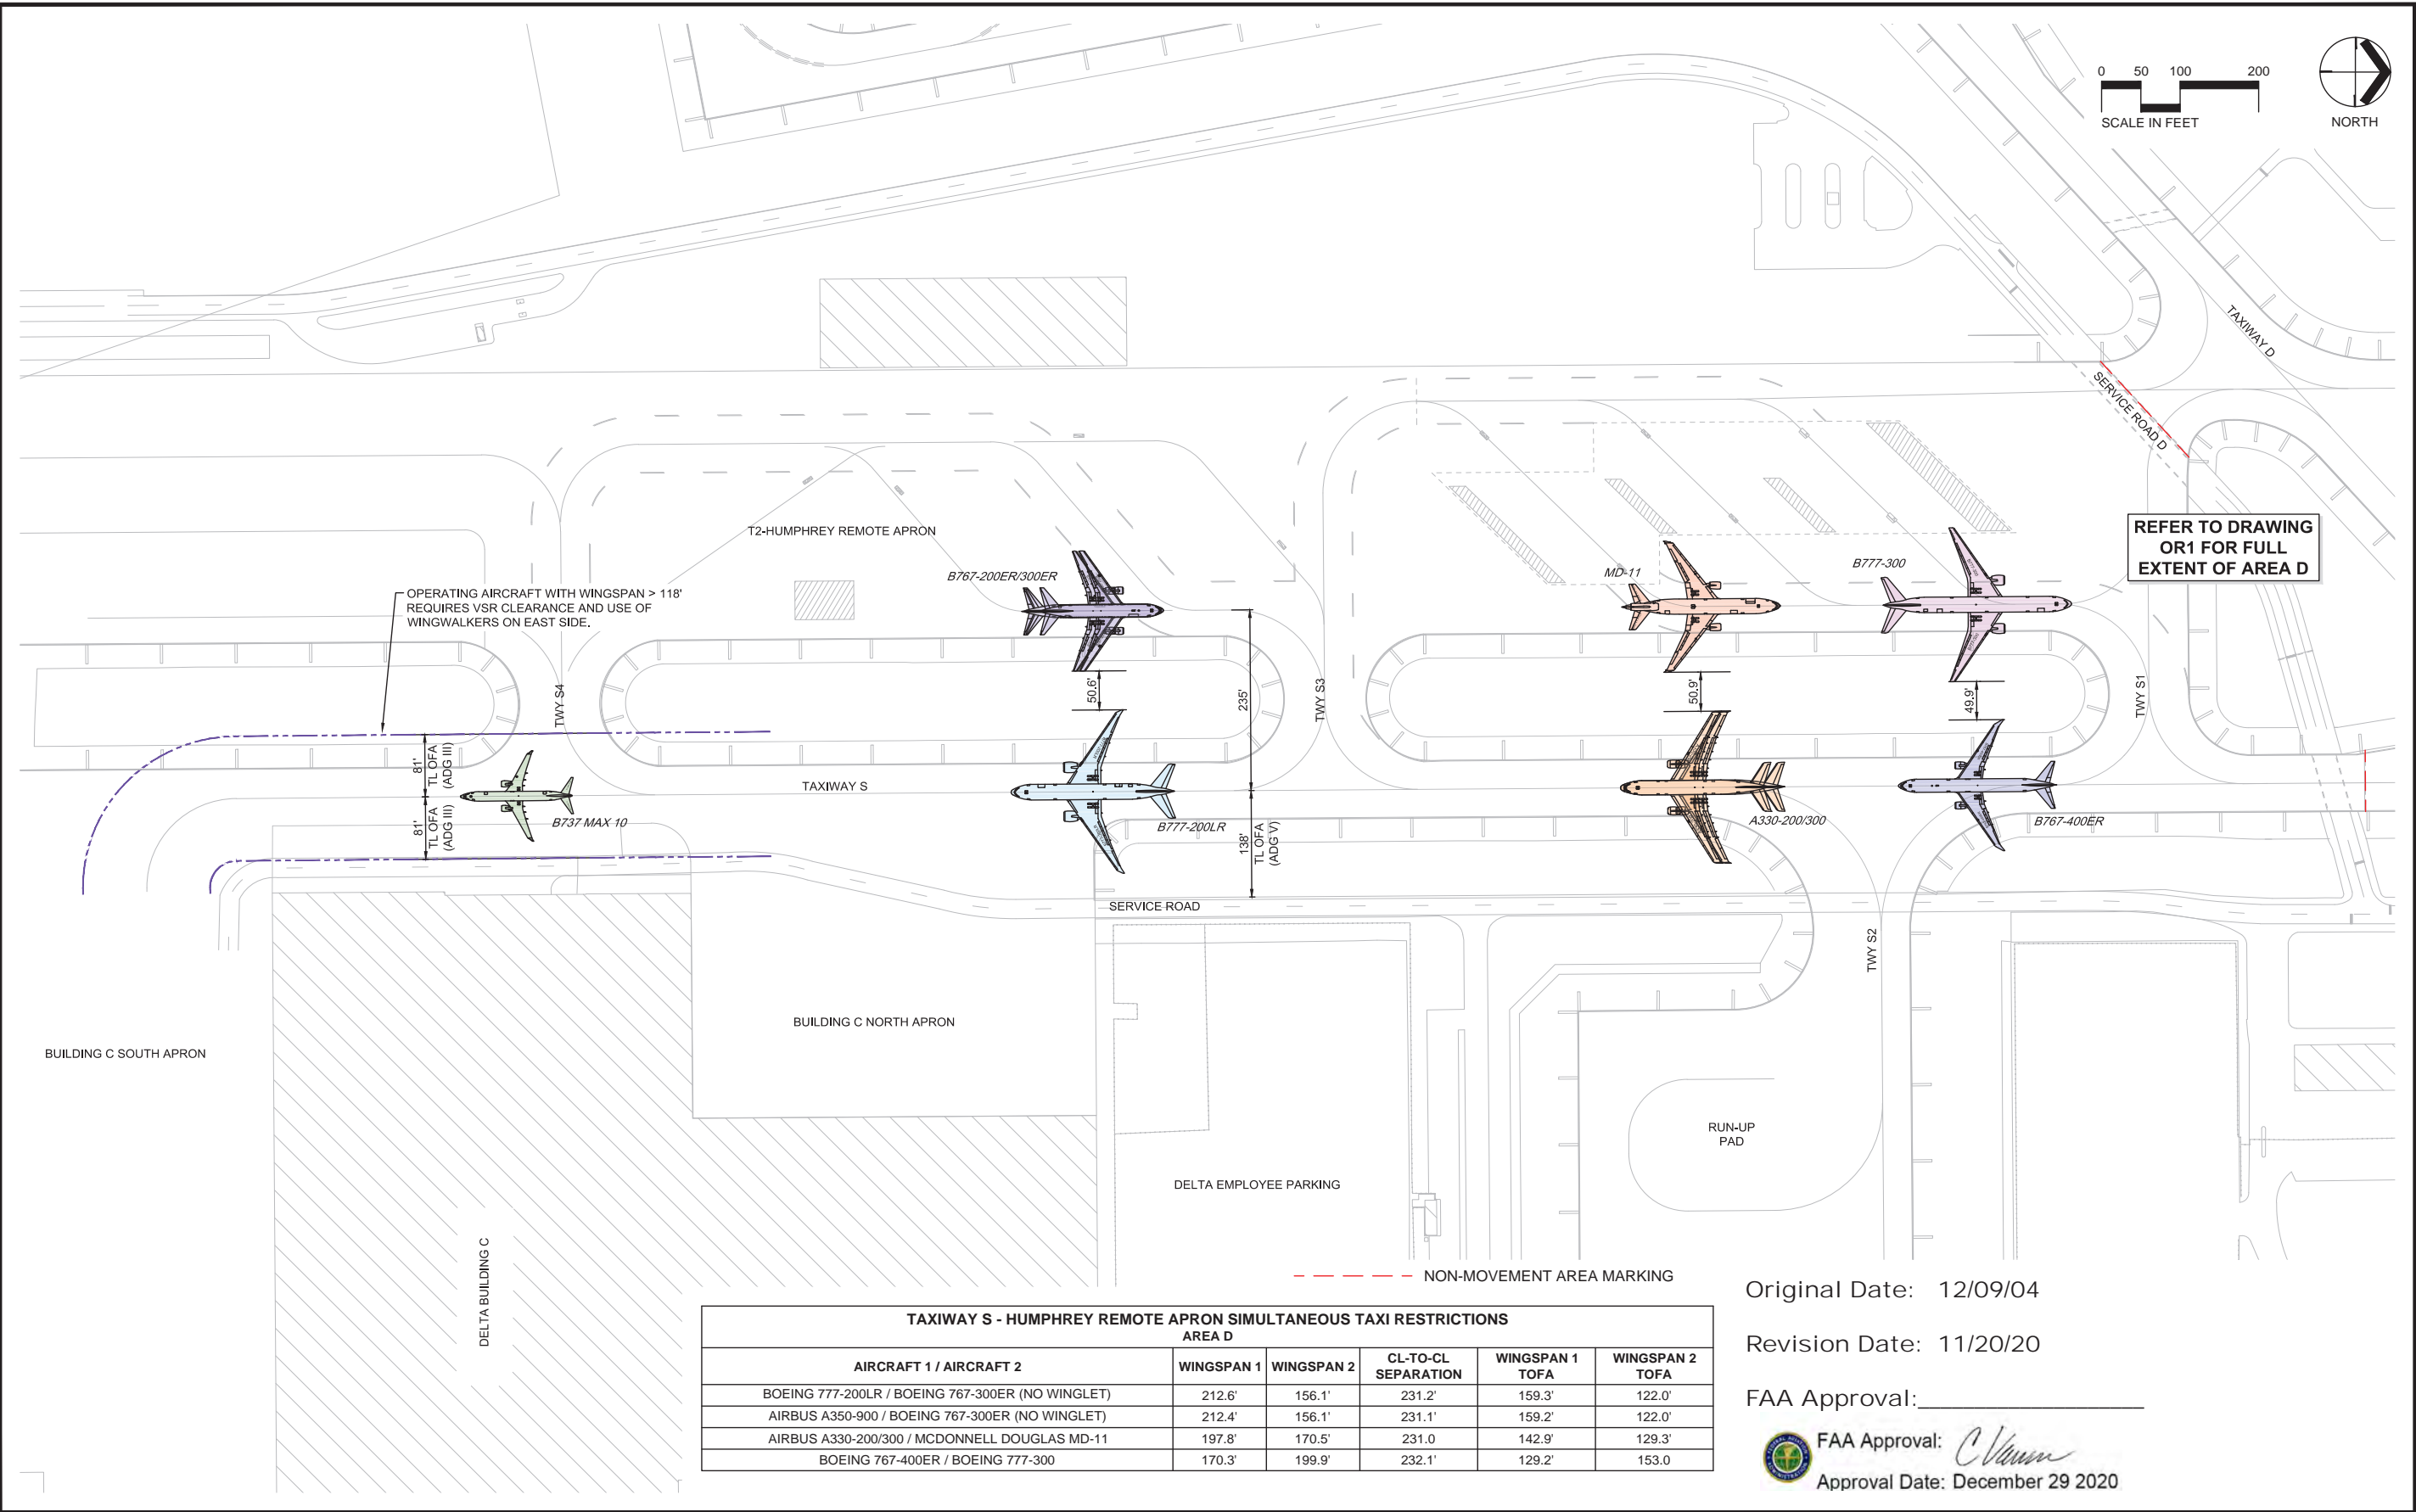 0 50 100 200
SCALE IN FEET
NORTH
TAXIWAY D
SERVICE ROAD D
REFER TO DRAWING
OR1 FOR FULL
EXTENT OF AREA D
T2-HUMPHREY REMOTE APRON
B767-200ER/300ER
MD-11
B777-300
OPERATING AIRCRAFT WITH WINGSPAN > 118'
REQUIRES VSR CLEARANCE AND USE OF
WINGWALKERS ON EAST SIDE.
TWY S4
50.6'
235'
TWY S3
50.9'
49.9'
TWY S1
81'
TL OFA
(ADG III)
81'
TL OFA
(ADG III)
TAXIWAY S
B737 MAX 10
B777-200LR
138'
TL OFA
(ADG V)
A330-200/300
B767-400ER
SERVICE ROAD
TWY S2
BUILDING C NORTH APRON
BUILDING C SOUTH APRON
RUN-UP
PAD
DELTA EMPLOYEE PARKING
DELTA BUILDING C
NON-MOVEMENT AREA MARKING
TAXIWAY S - HUMPHREY REMOTE APRON SIMULTANEOUS TAXI RESTRICTIONS
AREA D
AIRCRAFT 1 / AIRCRAFT 2 WINGSPAN 1 WINGSPAN 2 CL-TO-CL SEPARATION WINGSPAN 1 TOFA WINGSPAN 2 TOFA
BOEING 777-200LR / BOEING 767-300ER (NO WINGLET) 212.6' 156.1' 231.2' 159.3' 122.0'
AIRBUS A350-900 / BOEING 767-300ER (NO WINGLET) 212.4' 156.1' 231.1' 159.2' 122.0'
AIRBUS A330-200/300 / MCDONNELL DOUGLAS MD-11 197.8' 170.5' 231.0 142.9' 129.3'
BOEING 767-400ER / BOEING 777-300 170.3' 199.9' 232.1' 129.2' 153.0
Original Date: 12/09/04
Revision Date: 11/20/20
FAA Approval:
FAA Approval:
Approval Date: December 29 2020